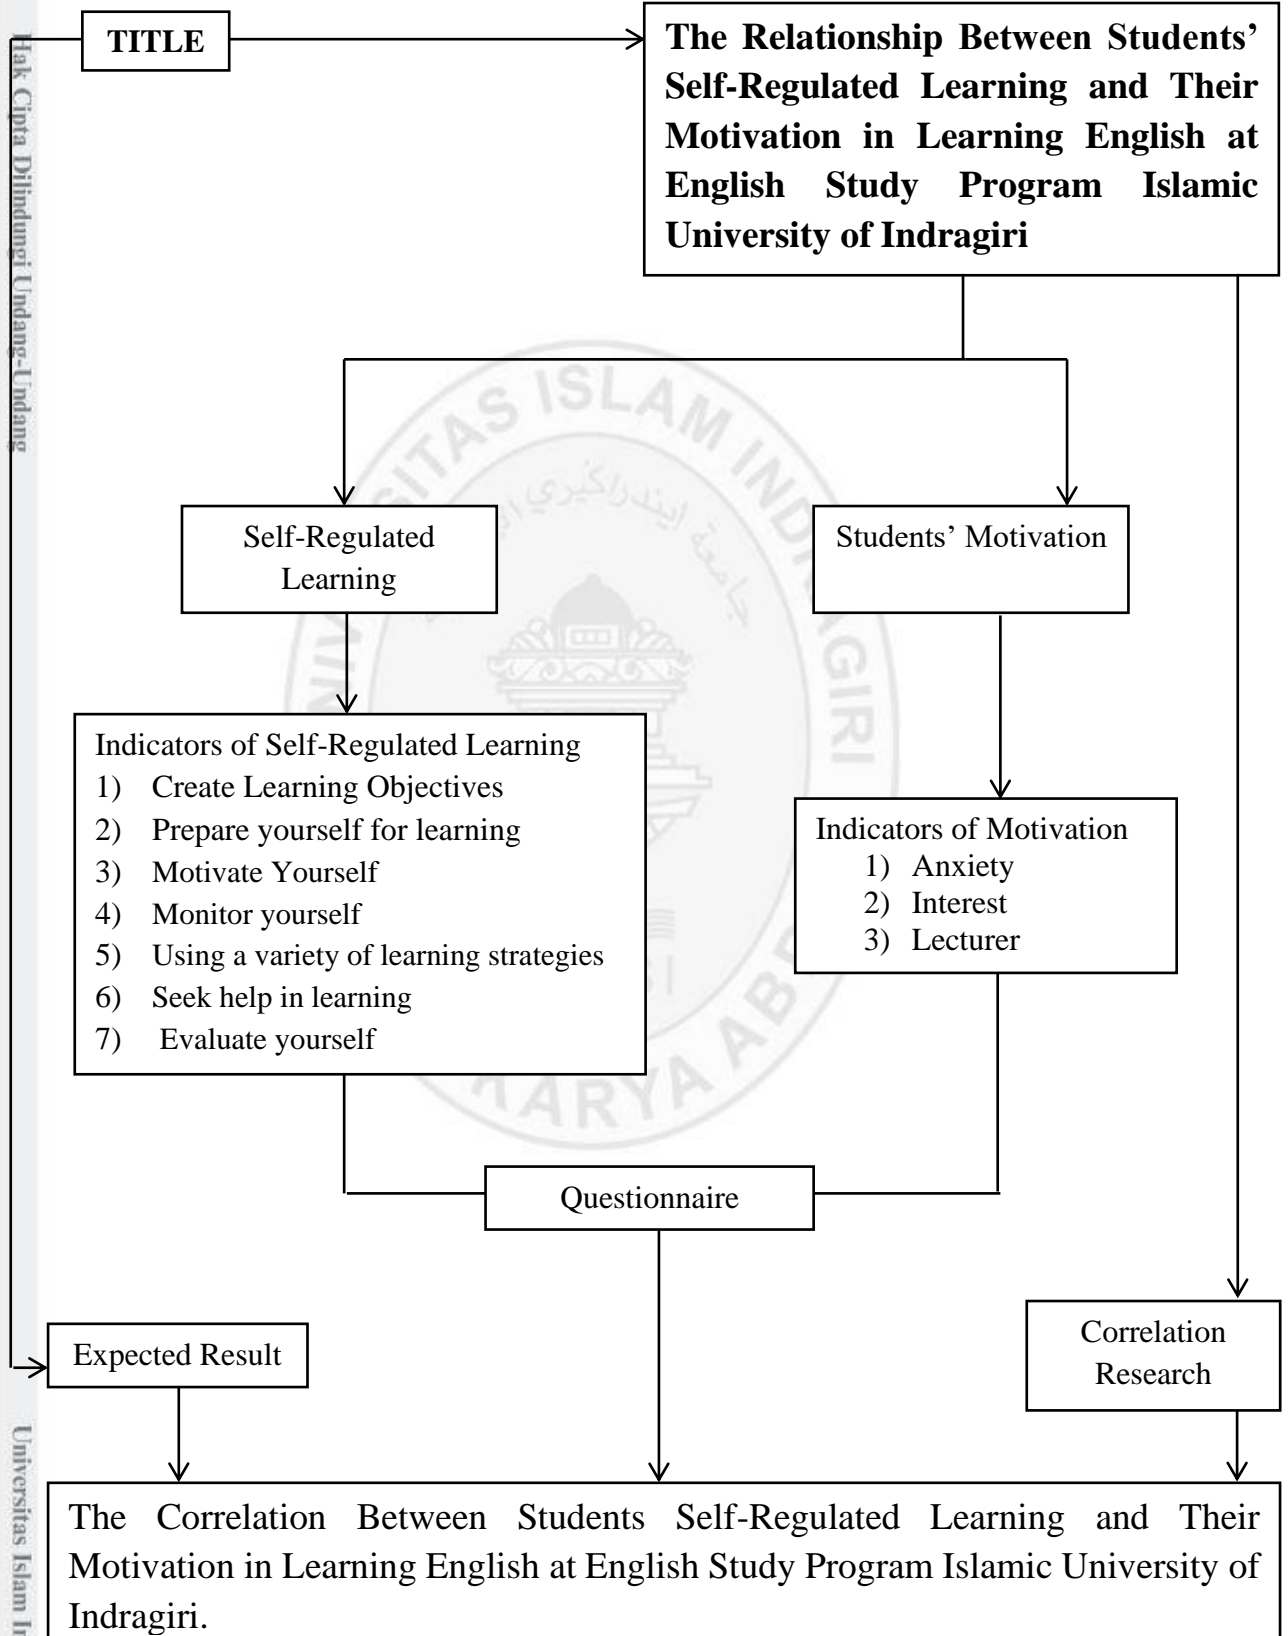 TITLE
The Relationship Between Students’
Self-Regulated Learning and Their
Motivation in Learning English at
English Study Program Islamic
University of Indragiri
Hak Cipta Dilindungi Undang-Undang
ISLAM INDRAGIRI
Self-Regulated
Learning
Students’ Motivation
Indicators of Self-Regulated Learning
1) Create Learning Objectives
2) Prepare yourself for learning
3) Motivate Yourself
4) Monitor yourself
5) Using a variety of learning strategies
6) Seek help in learning
7) Evaluate yourself
Indicators of Motivation
1) Anxiety
2) Interest
3) Lecturer
KARYA
Questionnaire
Expected Result
Correlation
Research
Universitas Islam
The Correlation Between Students Self-Regulated Learning and Their
Motivation in Learning English at English Study Program Islamic University of
Indragiri.